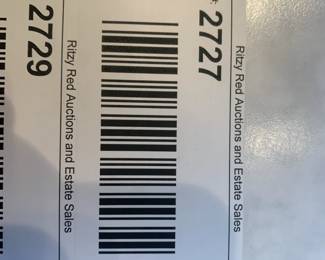 Ritzy Red Auctions and Estate Sales
* 2727
Ritzy Red Auctions and Estate Sales
2729